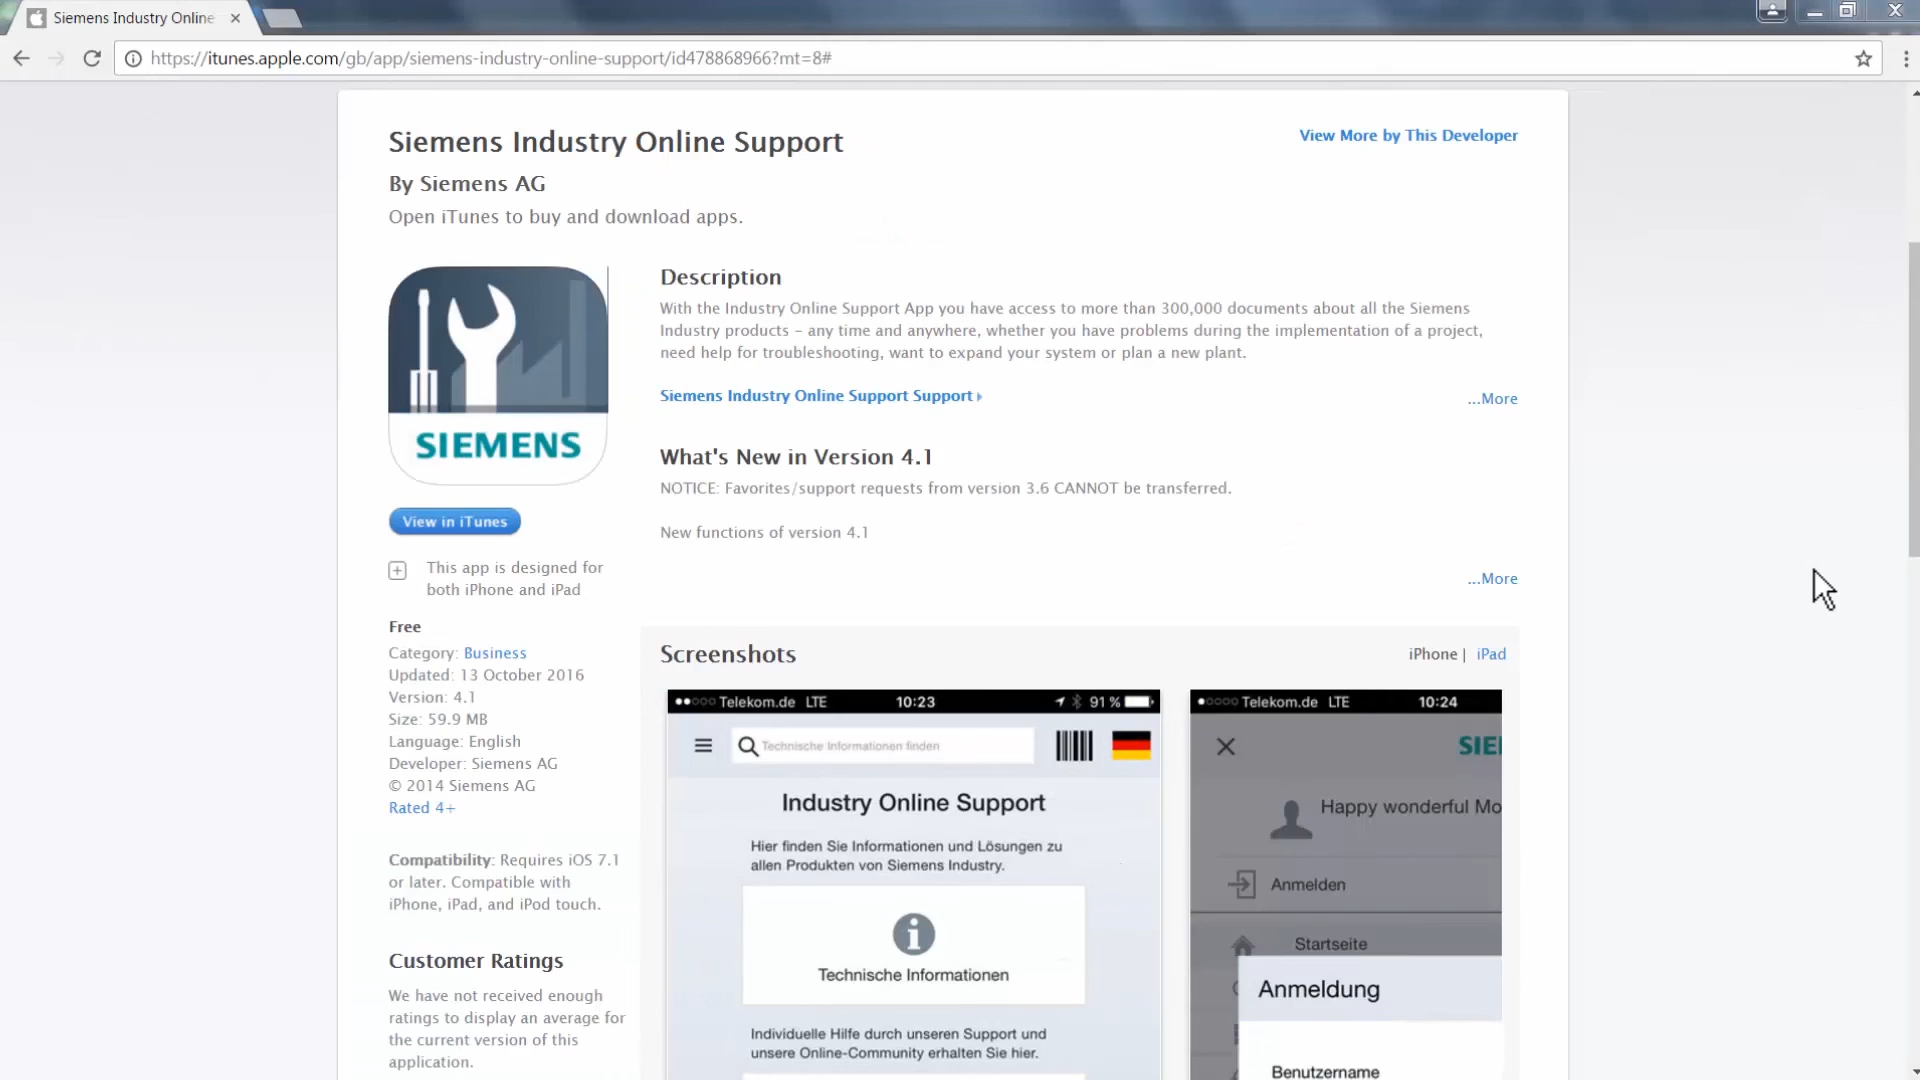 Siemens Industry Online
https://itunes.apple.com/gb/app/siemens-industry-online-support/id478868966?mt=8#
Siemens Industry Online Support
View More by This Developer
By Siemens AG
Open iTunes to buy and download apps.
SIEMENS
View in iTunes
This app is designed for
both iPhone and iPad
Free
Category: Business
Updated: 13 October 2016
Version: 4.1
Size: 59.9 MB
Language: English
Developer: Siemens AG
© 2014 Siemens AG
Rated 4+
Compatibility: Requires iOS 7.1
or later. Compatible with
iPhone, iPad, and iPod touch.
Customer Ratings
We have not received enough
ratings to display an average for
the current version of this
application.
Description
With the Industry Online Support App you have access to more than 300,000 documents about all the Siemens
Industry products – any time and anywhere, whether you have problems during the implementation of a project,
need help for troubleshooting, want to expand your system or plan a new plant.
Siemens Industry Online Support Support
...More
What's New in Version 4.1
NOTICE: Favorites/support requests from version 3.6 CANNOT be transferred.
New functions of version 4.1
...More
Screenshots
iPhone | iPad
Telekom.de LTE 10:23 91 %
Technische Informationen finden
Industry Online Support
Hier finden Sie Informationen und Lösungen zu
allen Produkten von Siemens Industry.
Technische Informationen
Individuelle Hilfe durch unseren Support und
unsere Online-Community erhalten Sie hier.
Telekom.de LTE 10:24
SIE
Happy wonderful Mo
Anmelden
Startseite
Anmeldung
Benutzername